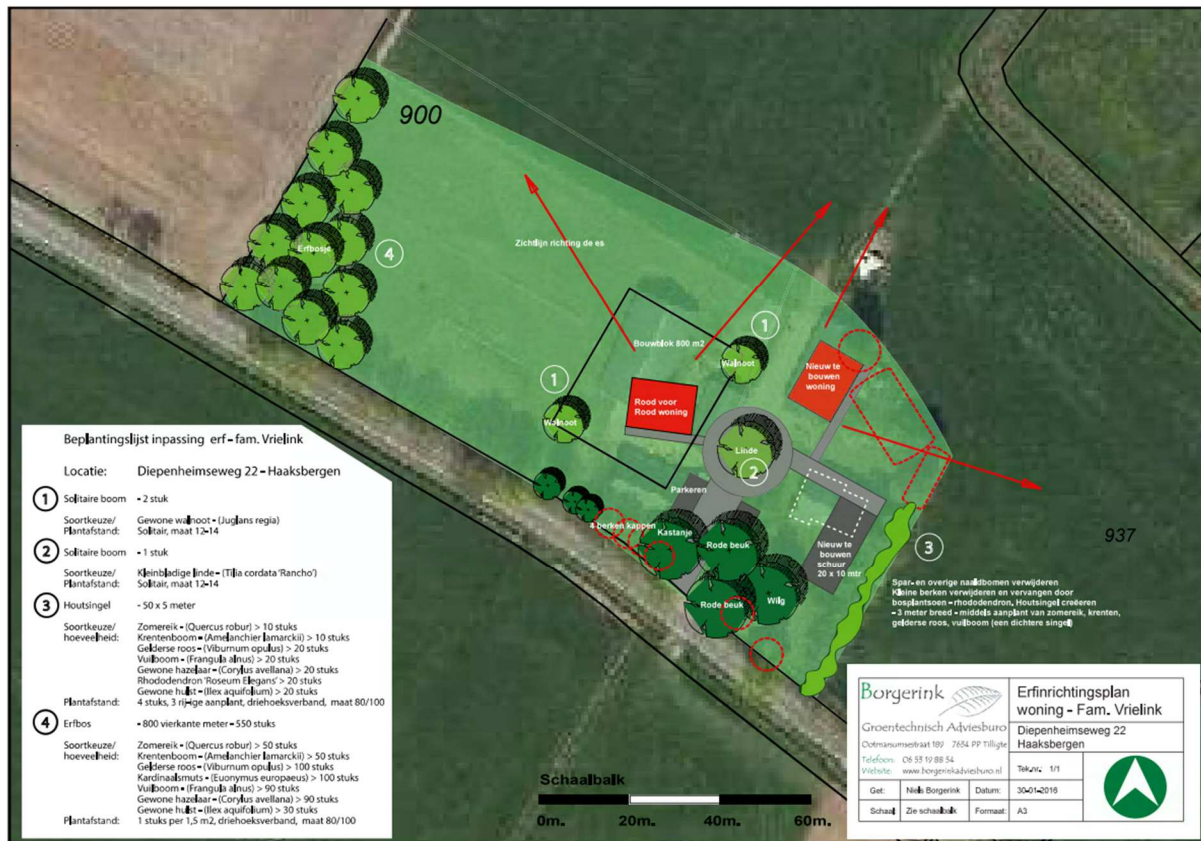 900
Zichtlijn richting de es
Erfbosje
4
Bouwblok 800 m2
1
Walnoot
Nieuw te
bouwen
woning
1
Rood voor
Rood woning
Walnoot
Linde
2
Parkeren
4 berken kappen
Kastanje
Rode beuk
Nieuw te
bouwen
schuur
20 x 10 mtr
Rode beuk
Wilg
3
937
Spar- en overige naaldbomen verwijderen
Kleine berken verwijderen en vervangen door
bosplantsoen - rhododendron. Houtsingel creëeren
- 3 meter breed - middels aanplant van zomereik, krenten,
gelderse roos, vuilboom (een dichtere singel)
Beplantingslijst inpassing erf - fam. Vrielink
Locatie: Diepenheimseweg 22 - Haaksbergen
1 Solitaire boom - 2 stuk
Soortkeuze/ Gewone walnoot - (Juglans regia)
Plantafstand: Solitair, maat 12-14
2 Solitaire boom - 1 stuk
Soortkeuze/ Kleinbladige linde - (Tilia cordata 'Rancho')
Plantafstand: Solitair, maat 12-14
3 Houtsingel - 50 x 5 meter
Soortkeuze/ Zomereik - (Quercus robur) > 10 stuks
hoeveelheid: Krentenboom - (Amelanchier lamarckii) > 10 stuks
Gelderse roos - (Viburnum opulus) > 20 stuks
Vuilboom - (Frangula alnus) > 20 stuks
Gewone hazelaar - (Corylus avellana) > 20 stuks
Rhododendron 'Roseum Elegans' > 20 stuks
Gewone hulst - (Ilex aquifolium) > 20 stuks
Plantafstand: 4 stuks, 3 rij-ige aanplant, driehoeksverband, maat 80/100
4 Erfbos - 800 vierkante meter - 550 stuks
Soortkeuze/ Zomereik - (Quercus robur) > 50 stuks
hoeveelheid: Krentenboom - (Amelanchier lamarckii) > 50 stuks
Gelderse roos - (Viburnum opulus) > 100 stuks
Kardinaalsmuts - (Euonymus europaeus) > 100 stuks
Vuilboom - (Frangula alnus) > 90 stuks
Gewone hazelaar - (Corylus avellana) > 90 stuks
Gewone hulst - (Ilex aquifolium) > 30 stuks
Plantafstand: 1 stuks per 1,5 m2, driehoeksverband, maat 80/100
Schaalbalk
0m. 20m. 40m. 60m.
Borgerink
Groentechnisch Adviesburo
Ootmarsumsestraat 189 7634 PP Tilligte
Telefoon: 06 53 19 88 54
Website: www.borgerinkadviesburo.nl
Get: Niels Borgerink Datum: 30-01-2016
Schaal: Zie schaalbalk Formaat: A3
Erfinrichtingsplan
woning - Fam. Vrielink
Diepenheimseweg 22
Haaksbergen
Tek.nr.: 1/1